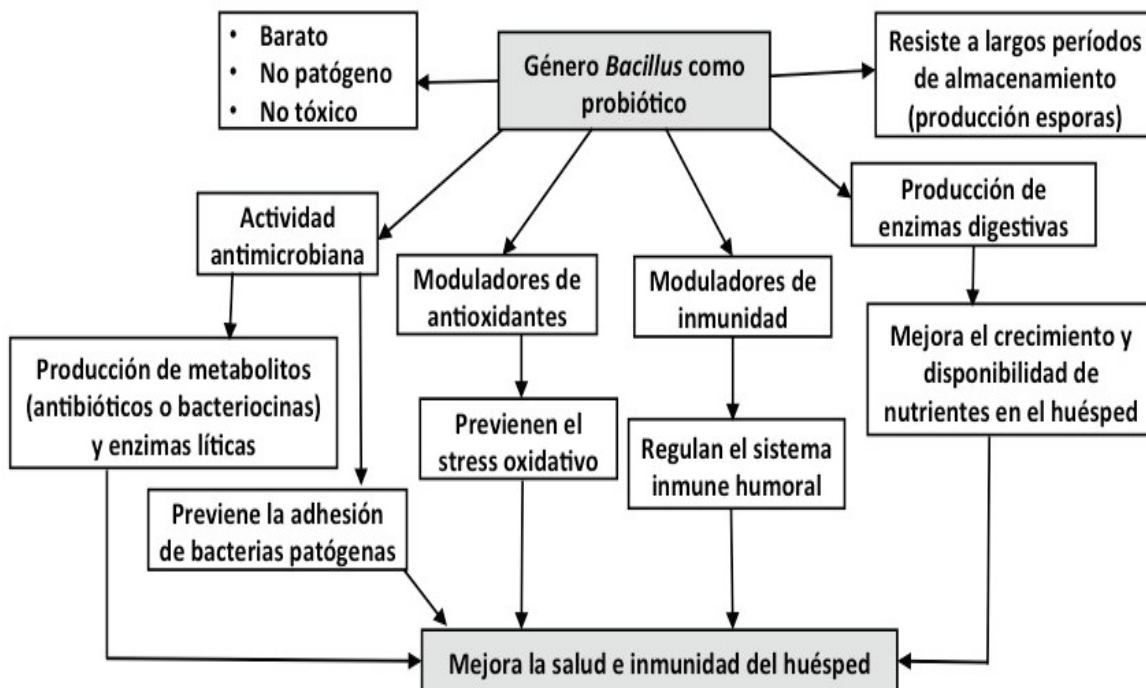 • Barato
• No patógeno
• No tóxico
Género Bacillus como
probiótico
Resiste a largos períodos
de almacenamiento
(producción esporas)
Actividad
antimicrobiana
Moduladores de
antioxidantes
Moduladores de
inmunidad
Producción de
enzimas digestivas
Producción de metabolitos
(antibióticos o bacteriocinas)
y enzimas líticas
Previene la adhesión
de bacterias patógenas
Previenen el
stress oxidativo
Regulan el sistema
inmune humoral
Mejora el crecimiento y
disponibilidad de
nutrientes en el huésped
Mejora la salud e inmunidad del huésped